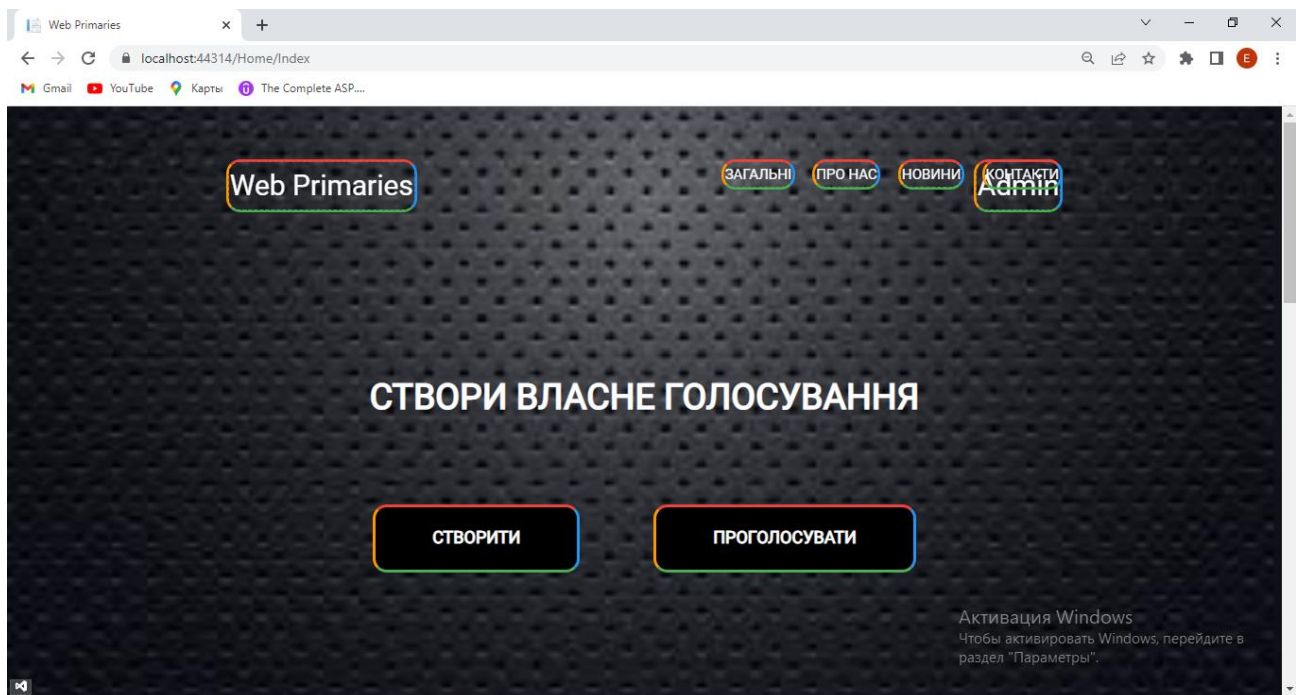 Web Primaries
localhost:44314/Home/Index
E
Gmail
YouTube
Карты
The Complete ASP....
Web Primaries
ЗАГАЛЬНІ
ПРО НАС
НОВИНИ
КОНТАКТИ
Admin
СТВОРИ ВЛАСНЕ ГОЛОСУВАННЯ
СТВОРИТИ
ПРОГОЛОСУВАТИ
Активация Windows
Чтобы активировать Windows, перейдите в
раздел "Параметры".